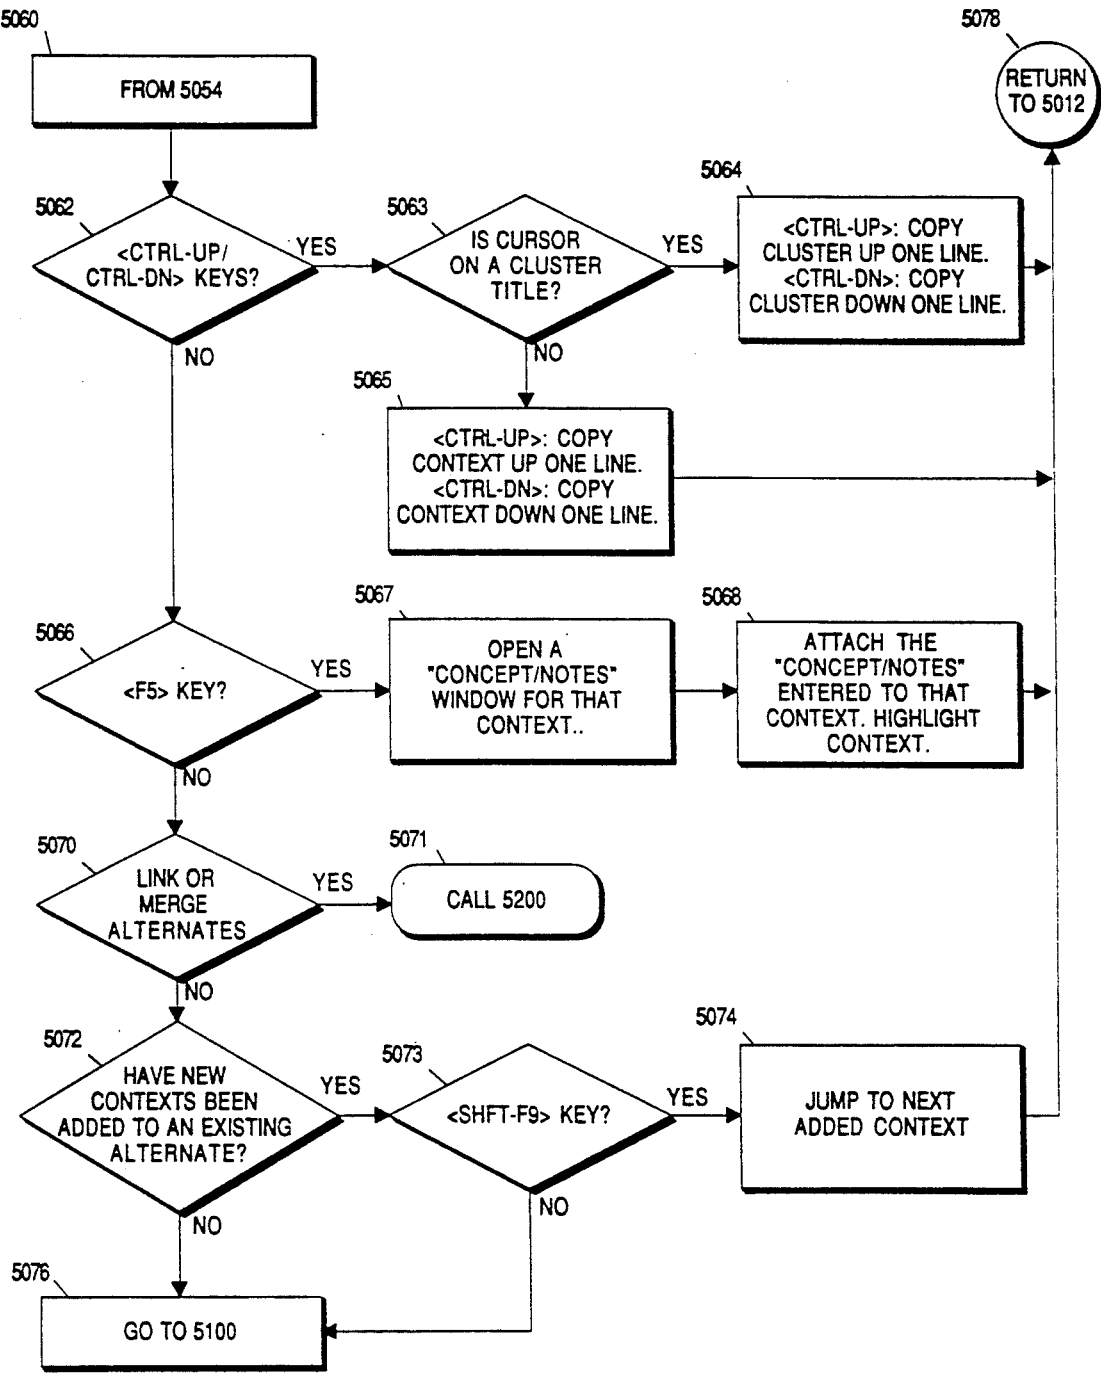 5060
FROM 5054
5078
RETURN
TO 5012
5062
<CTRL-UP/
CTRL-DN> KEYS?
YES
NO
5063
IS CURSOR
ON A CLUSTER
TITLE?
YES
NO
5064
<CTRL-UP>: COPY
CLUSTER UP ONE LINE.
<CTRL-DN>: COPY
CLUSTER DOWN ONE LINE.
5065
<CTRL-UP>: COPY
CONTEXT UP ONE LINE.
<CTRL-DN>: COPY
CONTEXT DOWN ONE LINE.
5066
<F5> KEY?
YES
NO
5067
OPEN A
"CONCEPT/NOTES"
WINDOW FOR THAT
CONTEXT..
5068
ATTACH THE
"CONCEPT/NOTES"
ENTERED TO THAT
CONTEXT. HIGHLIGHT
CONTEXT.
5070
LINK OR
MERGE
ALTERNATES
YES
NO
5071
CALL 5200
5072
HAVE NEW
CONTEXTS BEEN
ADDED TO AN EXISTING
ALTERNATE?
YES
NO
5073
<SHFT-F9> KEY?
YES
NO
5074
JUMP TO NEXT
ADDED CONTEXT
5076
GO TO 5100